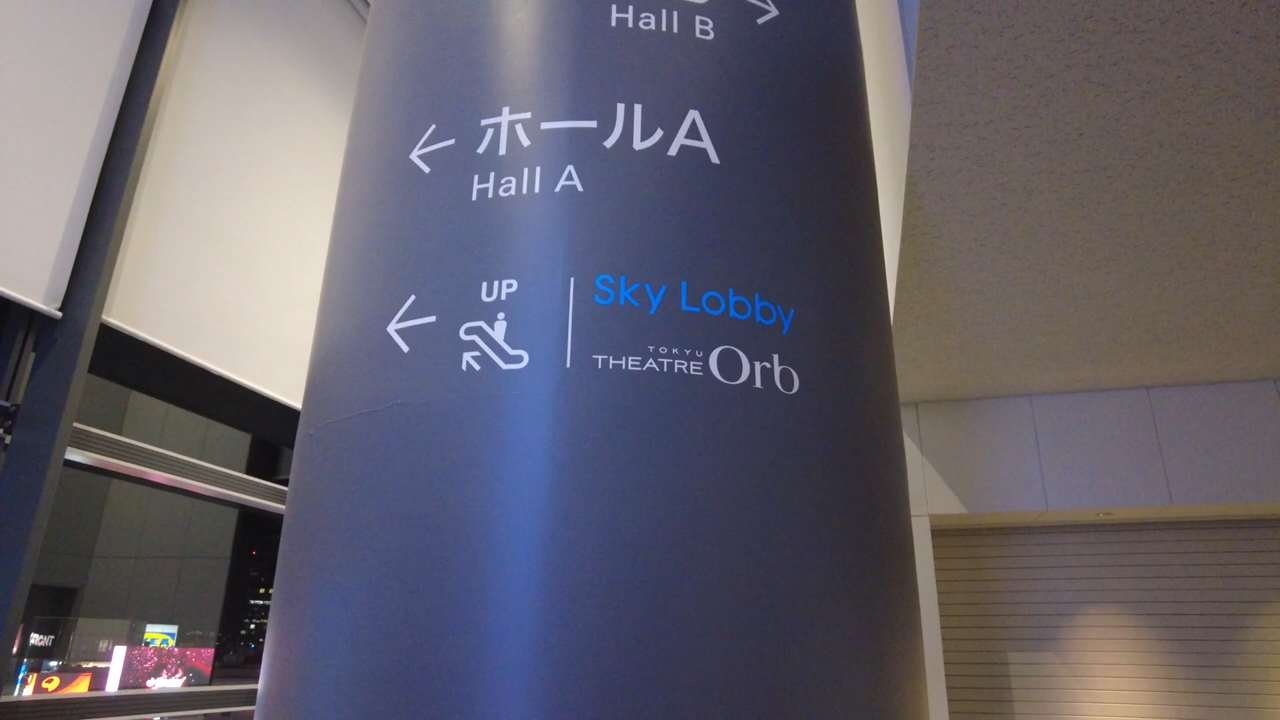 Hall B
ホールA
Hall A
UP
Sky Lobby
TOKYU
THEATRE Orb